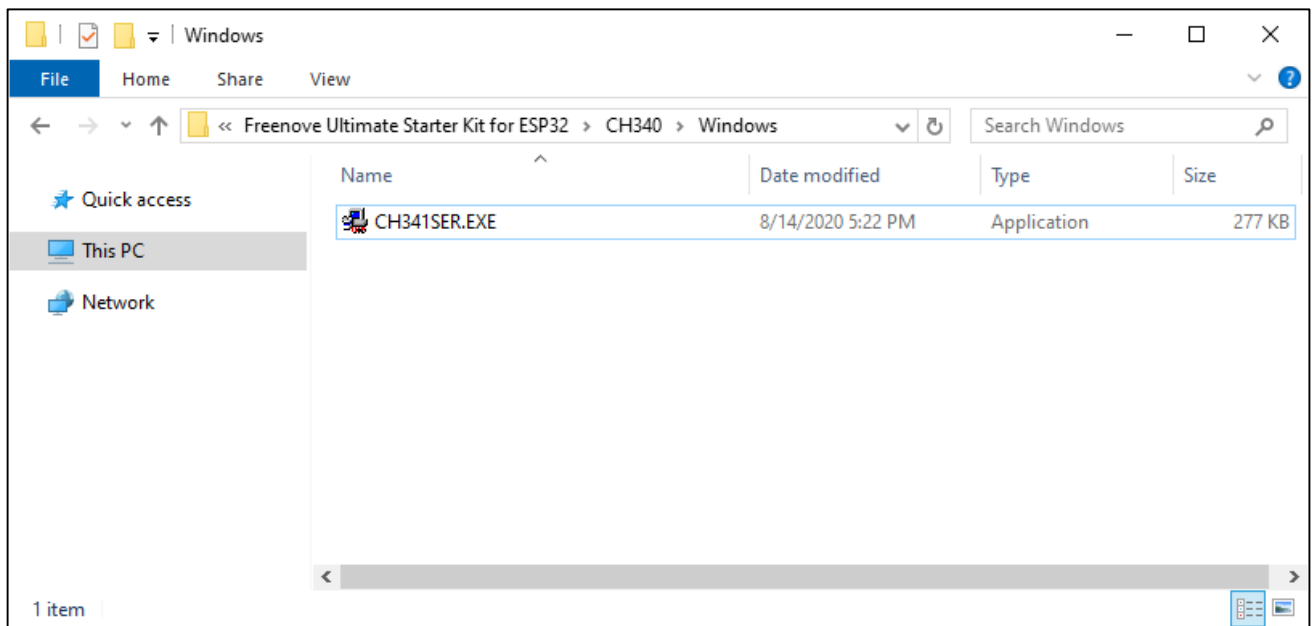 Windows
File Home Share View
« Freenove Ultimate Starter Kit for ESP32 > CH340 > Windows Search Windows
Name Date modified Type Size
Quick access
CH341SER.EXE 8/14/2020 5:22 PM Application 277 KB
This PC
Network
1 item